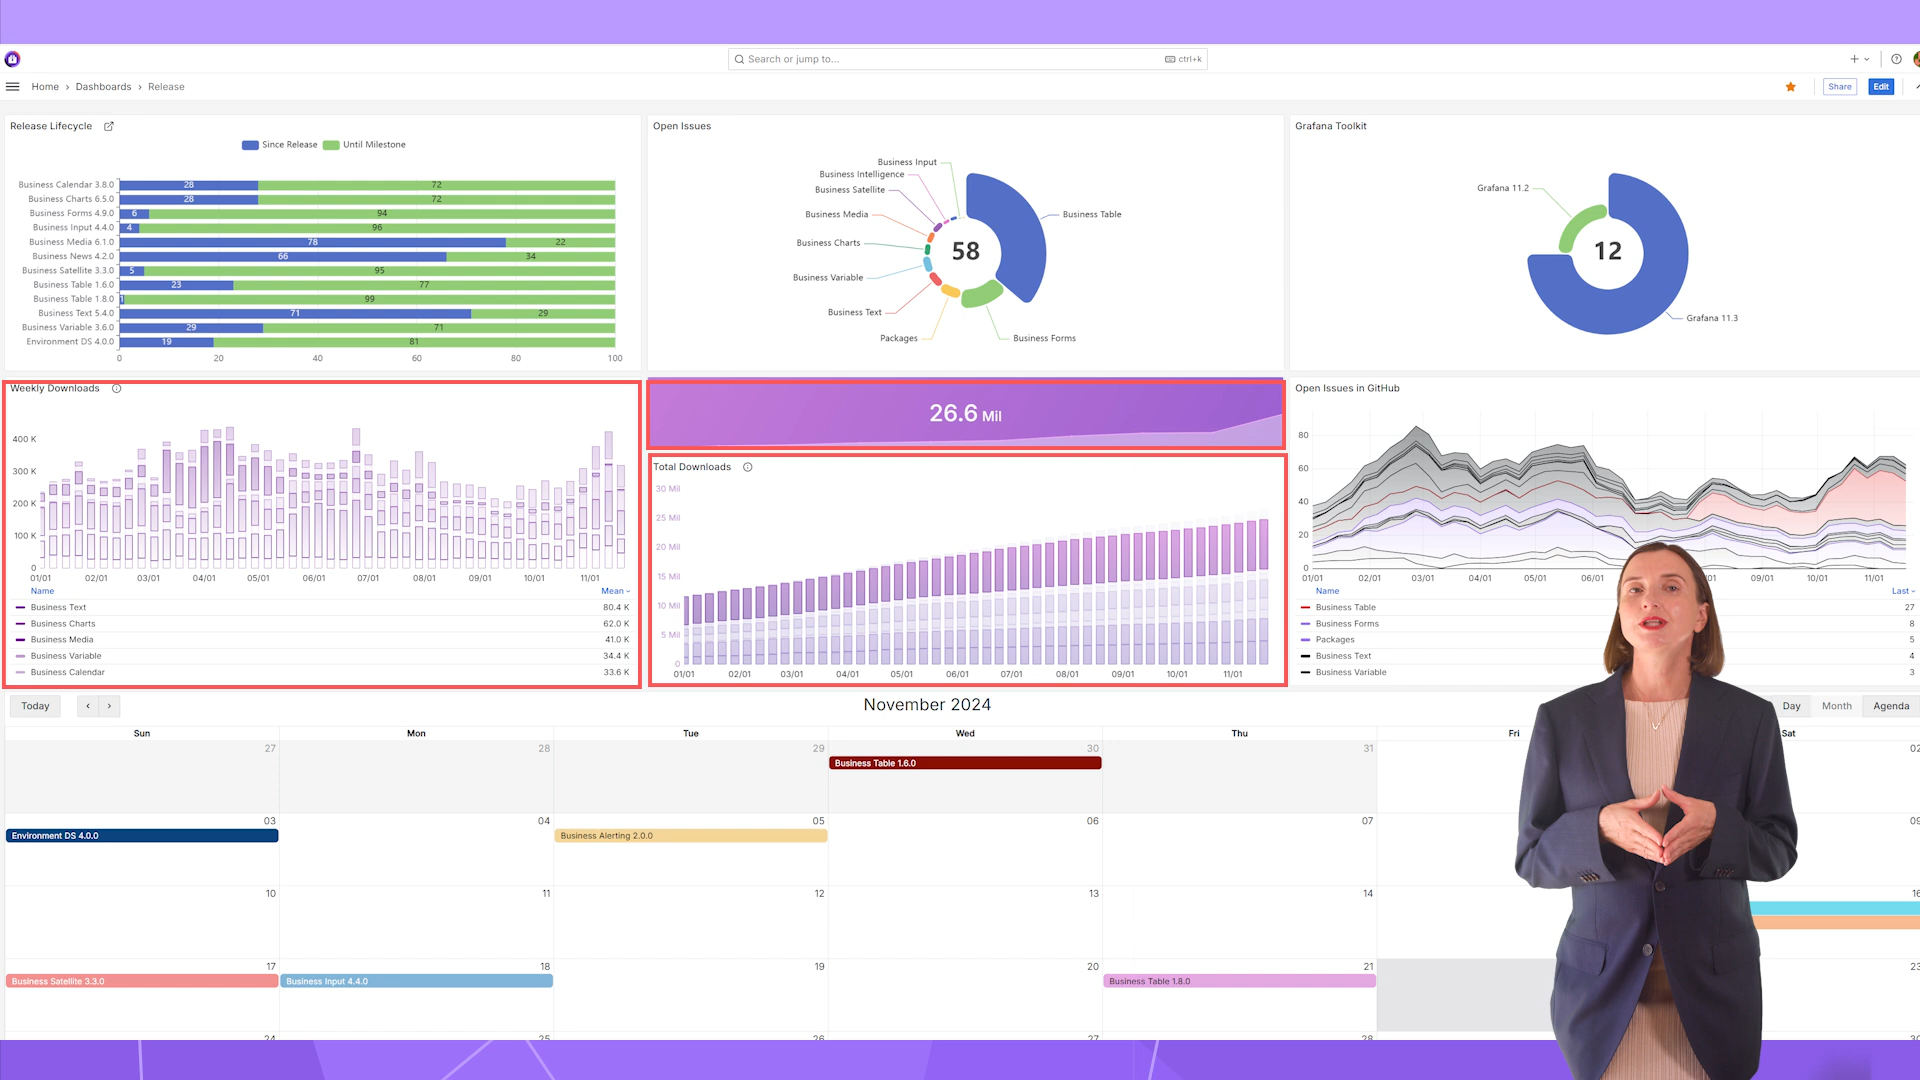 Search or jump to...
ctrl+k
Home › Dashboards › Release
Share
Edit
Release Lifecycle
Since Release
Until Milestone
Business Calendar 3.8.0 28 72
Business Charts 6.5.0 28 72
Business Forms 4.9.0 6 94
Business Input 4.4.0 4 96
Business Media 6.1.0 78 22
Business News 4.2.0 66 34
Business Satellite 3.3.0 5 95
Business Table 1.6.0 23 77
Business Table 1.8.0 1 99
Business Text 5.4.0 71 29
Business Variable 3.6.0 29 71
Environment DS 4.0.0 19 81
0 20 40 60 80 100
Open Issues
Business Input
Business Intelligence
Business Satellite
Business Media
Business Charts
Business Variable
Business Text
Packages
Business Table
Business Forms
58
Grafana Toolkit
Grafana 11.2
12
Grafana 11.3
Weekly Downloads
400 K
300 K
200 K
100 K
0
01/01 02/01 03/01 04/01 05/01 06/01 07/01 08/01 09/01 10/01 11/01
Name Mean
Business Text 80.4 K
Business Charts 62.0 K
Business Media 41.0 K
Business Variable 34.4 K
Business Calendar 33.6 K
26.6 Mil
Total Downloads
30 Mil
25 Mil
20 Mil
15 Mil
10 Mil
5 Mil
0
01/01 02/01 03/01 04/01 05/01 06/01 07/01 08/01 09/01 10/01 11/01
Open Issues in GitHub
80
60
40
20
0
01/01 02/01 03/01 04/01 05/01 06/01 09/01 10/01 11/01
Name Last
Business Table 27
Business Forms 8
Packages 5
Business Text 4
Business Variable 3
Today
November 2024
Day Month Agenda
Sun Mon Tue Wed Thu Fri Sat
27 28 29 30 31 02
Business Table 1.6.0
03 04 05 06 07 09
Environment DS 4.0.0
Business Alerting 2.0.0
10 11 12 13 14 16
17 18 19 20 21 23
Business Satellite 3.3.0
Business Input 4.4.0
Business Table 1.8.0
24 25 26 27 28 30